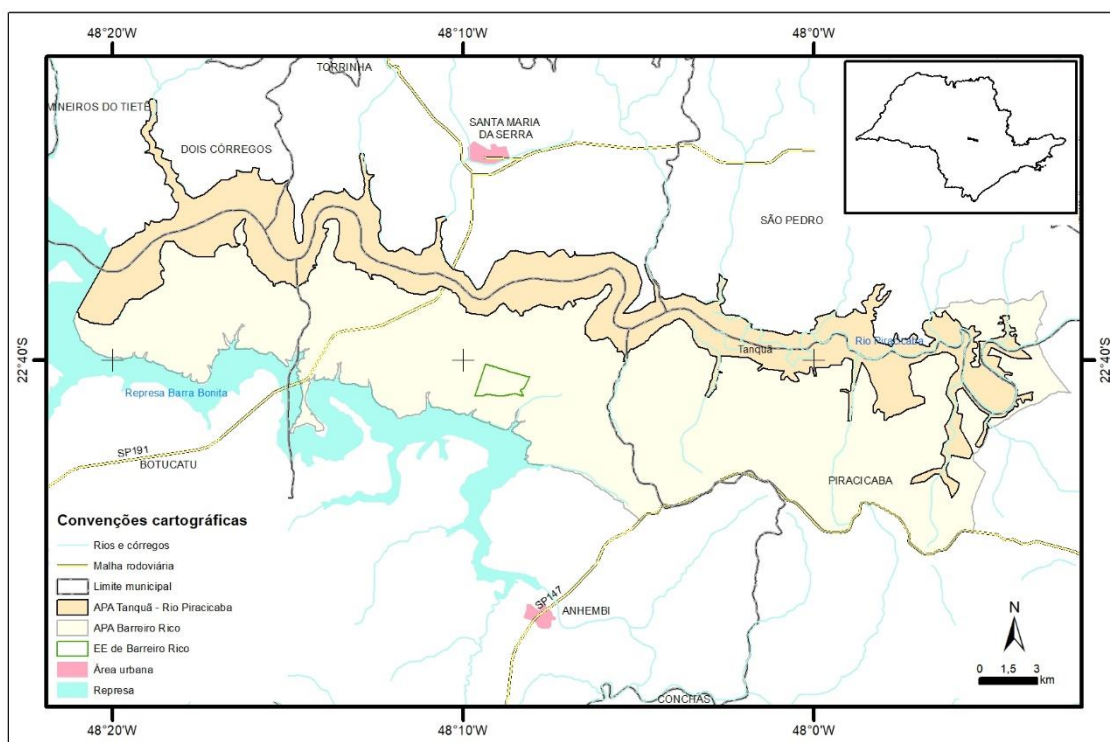 48°20'W
48°10'W
48°0'W
TORRINHA
MINEIROS DO TIETÊ
SANTA MARIA
DA SERRA
DOIS CÓRREGOS
SÃO PEDRO
22°40'S
22°40'S
Tanquã
Rio Piracicaba
Represa Barra Bonita
SP191
BOTUCATU
PIRACICABA
Convenções cartográficas
Rios e córregos
Malha rodoviária
Limite municipal
APA Tanquã - Rio Piracicaba
APA Barreiro Rico
EE de Barreiro Rico
Área urbana
Represa
SP147
ANHEMBI
CONCHAS
N
0 1,5 3
km
48°20'W
48°10'W
48°0'W